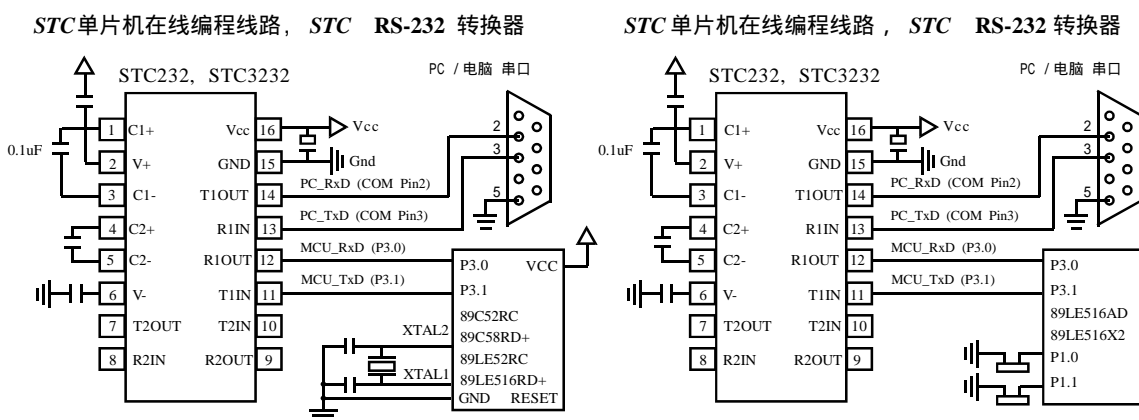 STC 单片机在线编程线路, STC RS-232 转换器
STC232, STC3232
PC / 电脑 串口
1 C1+ Vcc 16 Vcc
0.1uF
2 V+ GND 15 Gnd
3 C1- T1OUT 14 PC_RxD (COM Pin2)
4 C2+ R1IN 13 PC_TxD (COM Pin3)
5 C2- R1OUT 12 MCU_RxD (P3.0)
6 V- T1IN 11 MCU_TxD (P3.1)
7 T2OUT T2IN 10
8 R2IN R2OUT 9
2
3
5
P3.0 VCC
P3.1
89C52RC
XTAL2 89C58RD+
89LE52RC
XTAL1 89LE516RD+
GND RESET
STC 单片机在线编程线路, STC RS-232 转换器
STC232, STC3232
PC / 电脑 串口
1 C1+ Vcc 16 Vcc
0.1uF
2 V+ GND 15 Gnd
3 C1- T1OUT 14 PC_RxD (COM Pin2)
4 C2+ R1IN 13 PC_TxD (COM Pin3)
5 C2- R1OUT 12 MCU_RxD (P3.0)
6 V- T1IN 11 MCU_TxD (P3.1)
7 T2OUT T2IN 10
8 R2IN R2OUT 9
2
3
5
P3.0
P3.1
89LE516AD
89LE516X2
P1.0
P1.1